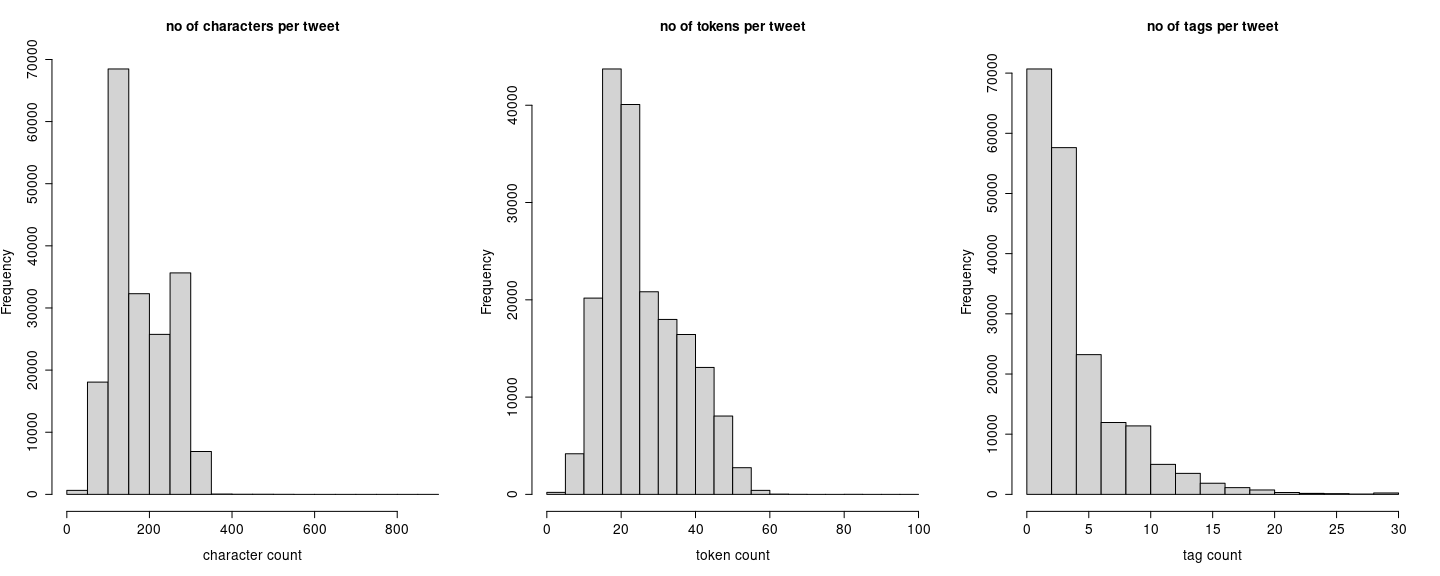 no of characters per tweet
Frequency
70000
60000
50000
40000
30000
20000
10000
0
0 200 400 600 800
character count
no of tokens per tweet
Frequency
40000
30000
20000
10000
0
0 20 40 60 80 100
token count
no of tags per tweet
Frequency
70000
60000
50000
40000
30000
20000
10000
0
0 5 10 15 20 25 30
tag count